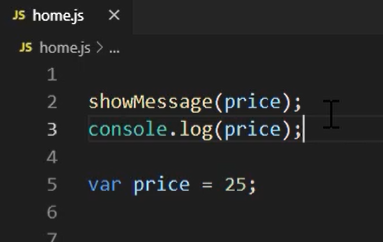 JS home.js ×
JS home.js > ...
1
2 showMessage(price);
3 console.log(price);
4
5 var price = 25;
6
7